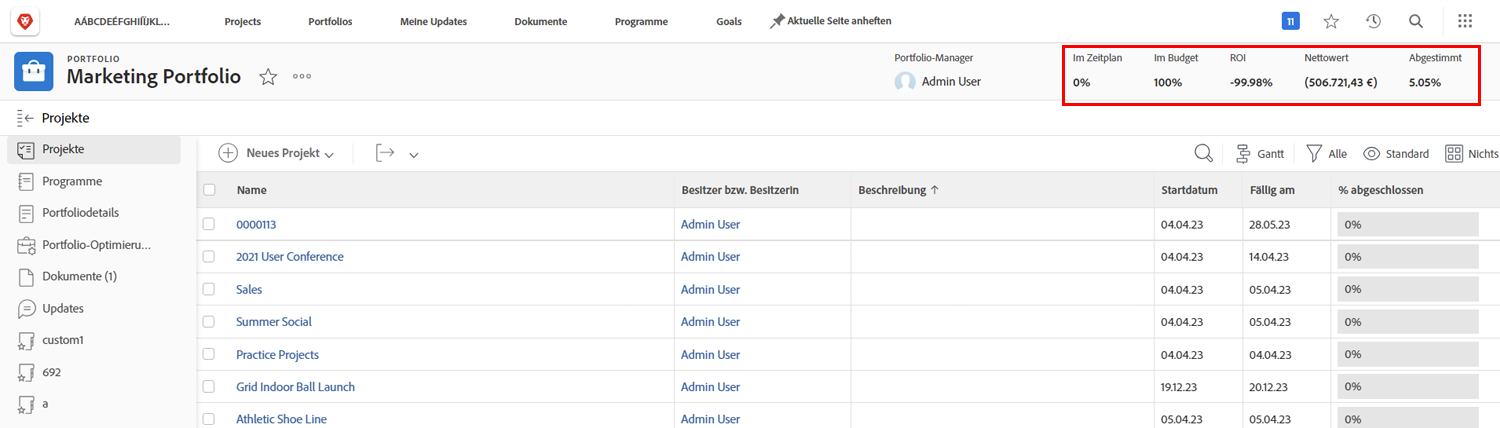 AÁBCDEÉFGHIÍÏJKL... Projects Portfolios Meine Updates Dokumente Programme Goals Aktuelle Seite anheften 11
PORTFOLIO
Marketing Portfolio
Portfolio-Manager Im Zeitplan Im Budget ROI Nettowert Abgestimmt
Admin User 0% 100% -99.98% (506.721,43 €) 5.05%
Projekte
Projekte
Programme
Portfoliodetails
Portfolio-Optimieru...
Dokumente (1)
Updates
custom1
692
a
Neues Projekt Gantt Alle Standard Nichts
Name Besitzer bzw. BesitzerIn Beschreibung Startdatum Fällig am % abgeschlossen
0000113 Admin User 04.04.23 28.05.23 0%
2021 User Conference Admin User 04.04.23 14.04.23 0%
Sales Admin User 04.04.23 05.04.23 0%
Summer Social Admin User 04.04.23 05.04.23 0%
Practice Projects Admin User 04.04.23 04.04.23 0%
Grid Indoor Ball Launch Admin User 19.12.23 20.12.23 0%
Athletic Shoe Line Admin User 05.04.23 05.04.23 0%